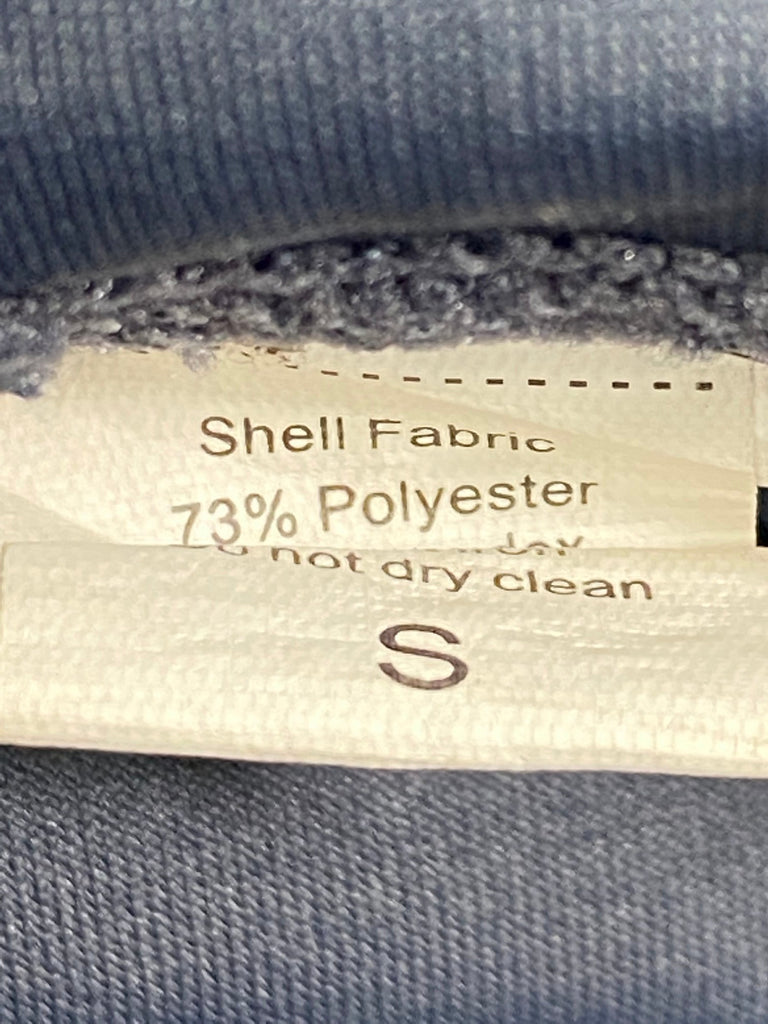 Shell Fabric
73% Polyester
not dry clean
S